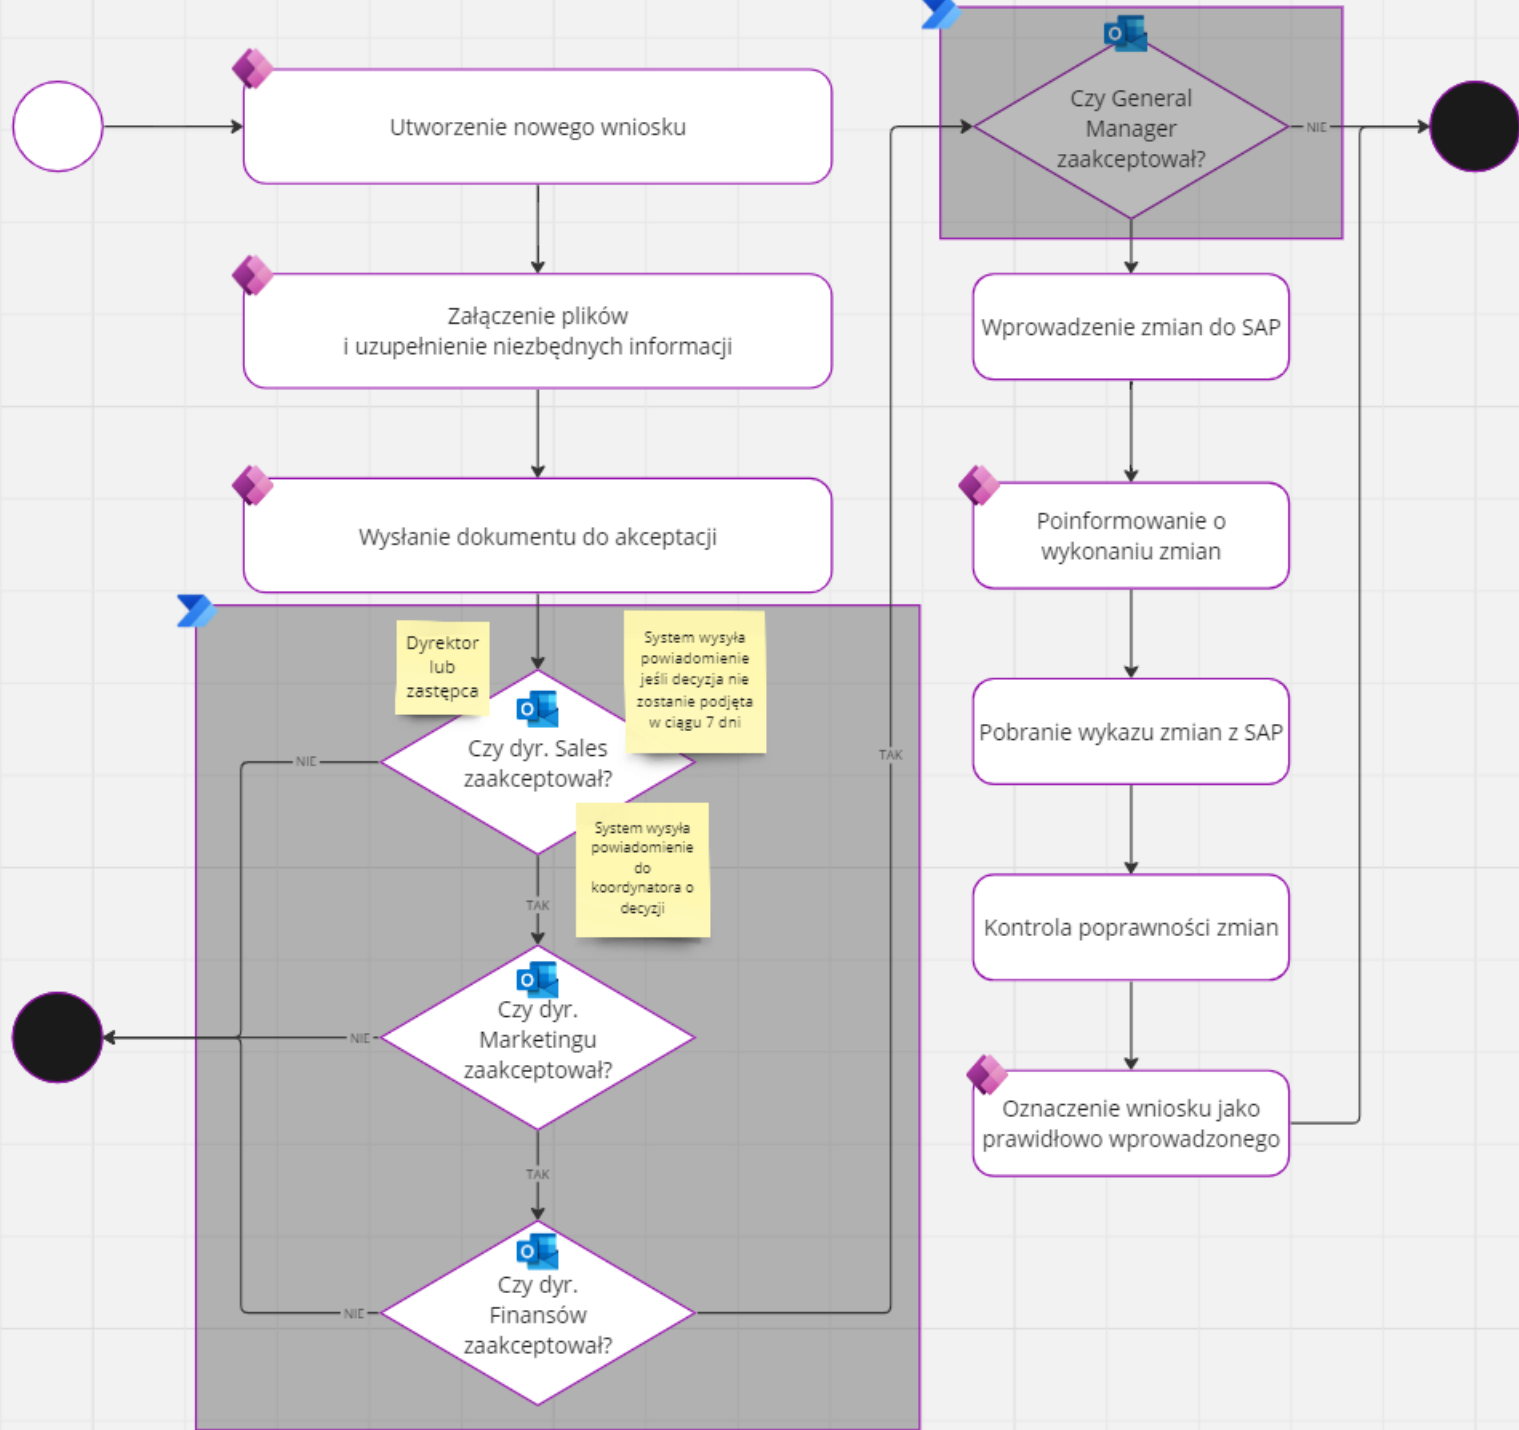 Utworzenie nowego wniosku
Załączenie plików
i uzupełnienie niezbędnych informacji
Wysłanie dokumentu do akceptacji
Dyrektor
lub
zastępca
System wysyła
powiadomienie
jeśli decyzja nie
zostanie podjęta
w ciągu 7 dni
Czy dyr. Sales
zaakceptował?
NIE
System wysyła
powiadomienie
do
koordynatora o
decyzji
TAK
Czy dyr.
Marketingu
zaakceptował?
NIE
TAK
Czy dyr.
Finansów
zaakceptował?
NIE
TAK
Czy General
Manager
zaakceptował?
NIE
Wprowadzenie zmian do SAP
Poinformowanie o
wykonaniu zmian
Pobranie wykazu zmian z SAP
Kontrola poprawności zmian
Oznaczenie wniosku jako
prawidłowo wprowadzonego